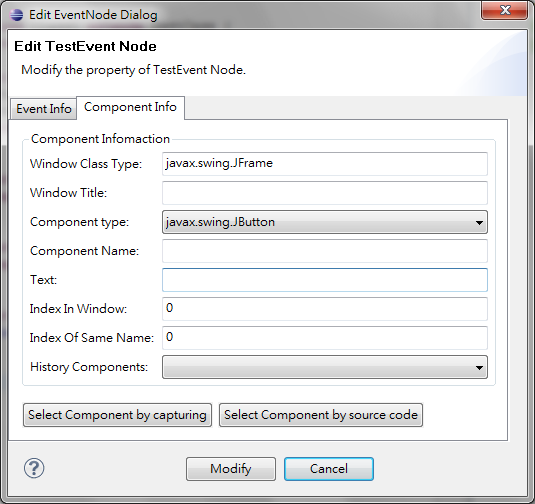 Edit EventNode Dialog
Edit TestEvent Node
Modify the property of TestEvent Node.
Event Info Component Info
Component Infomaction
Window Class Type: javax.swing.JFrame
Window Title:
Component type: javax.swing.JButton
Component Name:
Text:
Index In Window: 0
Index Of Same Name: 0
History Components:
Select Component by capturing Select Component by source code
? Modify Cancel